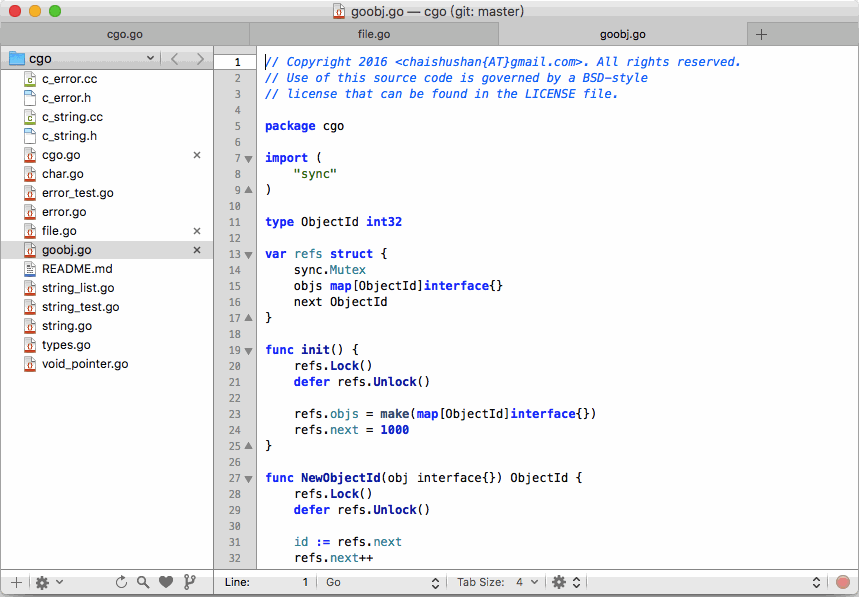 goobj.go — cgo (git: master)
cgo.go
file.go
goobj.go
cgo
c_error.cc
c_error.h
c_string.cc
c_string.h
cgo.go
char.go
error_test.go
error.go
file.go
goobj.go
README.md
string_list.go
string_test.go
string.go
types.go
void_pointer.go
1 // Copyright 2016 <chaishushan{AT}gmail.com>. All rights reserved.
2 // Use of this source code is governed by a BSD-style
3 // license that can be found in the LICENSE file.
4
5 package cgo
6
7 import (
8     "sync"
9 )
10
11 type ObjectId int32
12
13 var refs struct {
14     sync.Mutex
15     objs map[ObjectId]interface{}
16     next ObjectId
17 }
18
19 func init() {
20     refs.Lock()
21     defer refs.Unlock()
22
23     refs.objs = make(map[ObjectId]interface{})
24     refs.next = 1000
25 }
26
27 func NewObjectId(obj interface{}) ObjectId {
28     refs.Lock()
29     defer refs.Unlock()
30
31     id := refs.next
32     refs.next++
Line: 1 Go Tab Size: 4